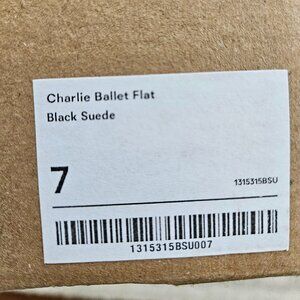 Charlie Ballet Flat
Black Suede
7
1315315BSU
1315315BSU007